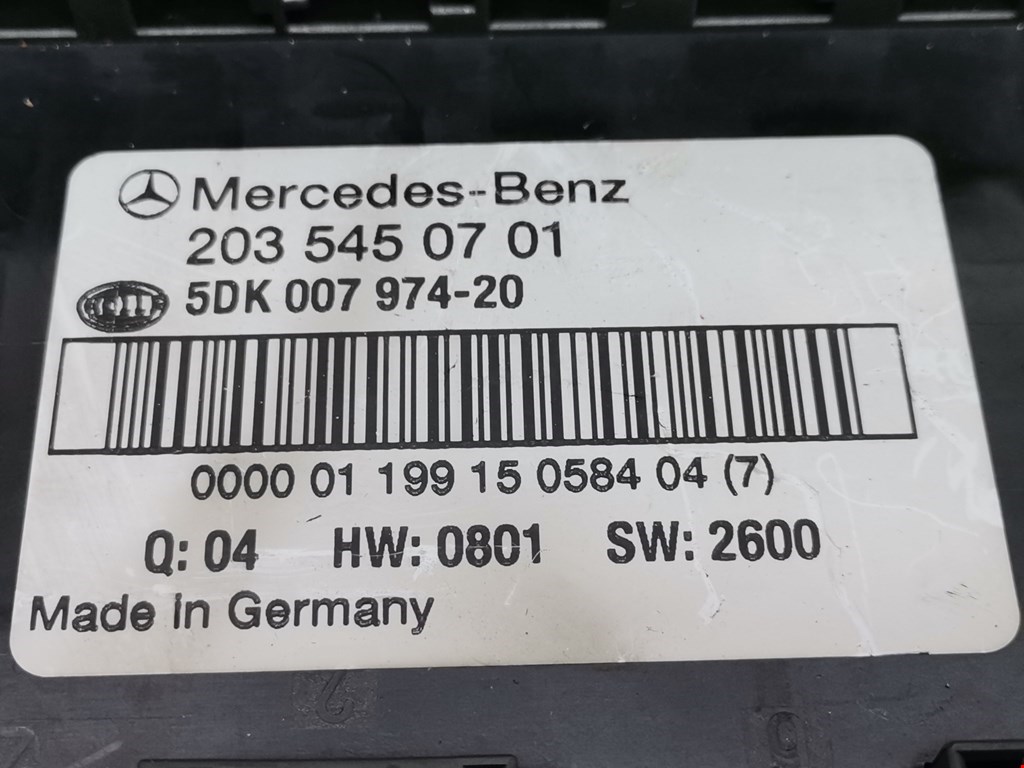 Mercedes-Benz
203 545 07 01
5DK 007 974-20
0000 01 199 15 0584 04 (7)
Q: 04 HW: 0801 SW: 2600
Made in Germany